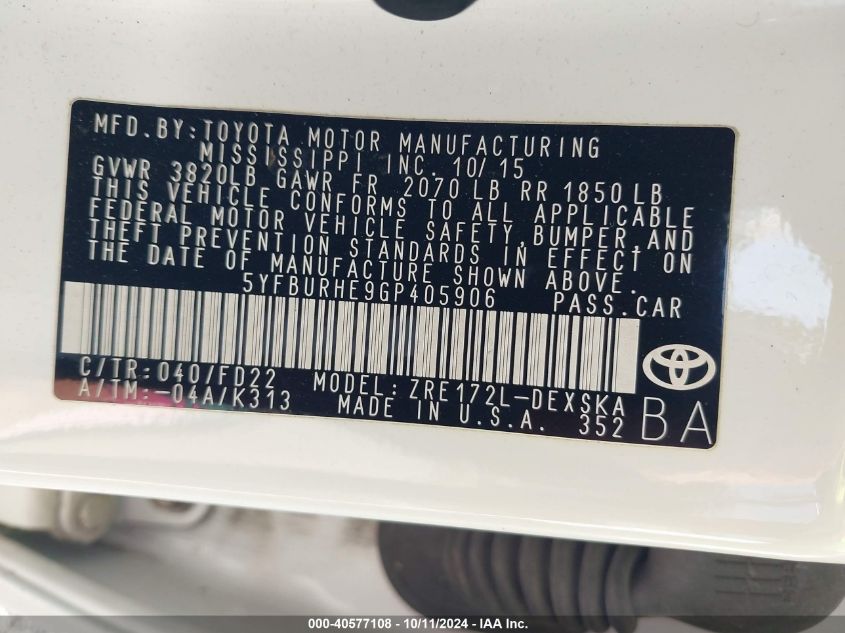 MFD. BY: TOYOTA MOTOR MANUFACTURING
MISSISSIPPI INC. 10/15
GVWR 3820LB GAWR FR 2070 LB RR 1850LB
THIS VEHICLE CONFORMS TO ALL APPLICABLE
FEDERAL MOTOR VEHICLE SAFETY, BUMPER, AND
THEFT PREVENTION STANDARDS IN EFFECT ON
THE DATE OF MANUFACTURE SHOWN ABOVE.
5YFBURHE9GP405906 PASS. CAR
C/TR: 040/FD22 MODEL: ZRE172L-DEXSKA
A/TM: -04A/K313 MADE IN U.S.A. 352 BA
000-40577108 - 10/11/2024 - IAA Inc.